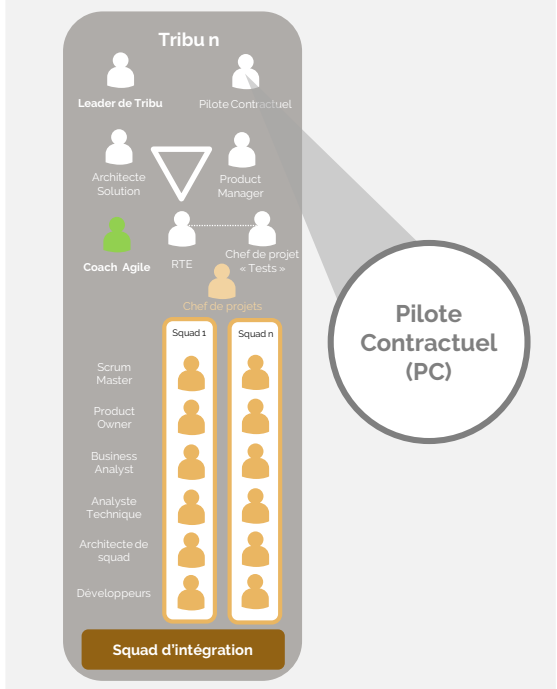 Tribu n
Leader de Tribu
Pilote Contractuel
Architecte
Solution
Product
Manager
Coach Agile
RTE
Chef de projet
« Tests »
Chef de projets
Squad 1
Squad n
Scrum
Master
Product
Owner
Business
Analyst
Analyste
Technique
Architecte de
squad
Développeurs
Squad d'intégration
Pilote
Contractuel
(PC)